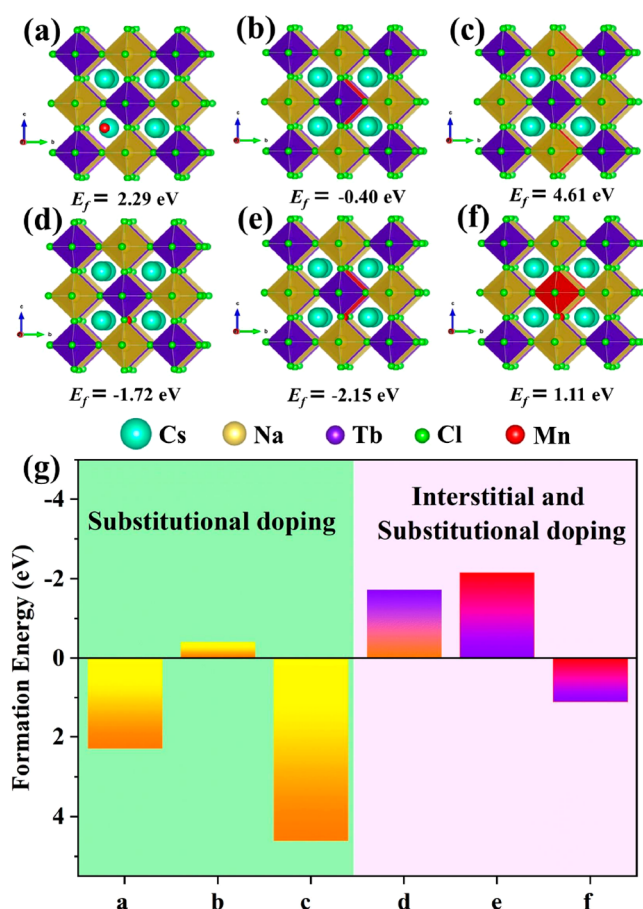 (a) (b) (c)
c b c b c b
E_f = 2.29 eV E_f = -0.40 eV E_f = 4.61 eV
(d) (e) (f)
c b c b c b
E_f = -1.72 eV E_f = -2.15 eV E_f = 1.11 eV
Cs Na Tb Cl Mn
(g)
Formation Energy (eV)
-4
-2
0
2
4
Substitutional doping
Interstitial and
Substitutional doping
a b c d e f